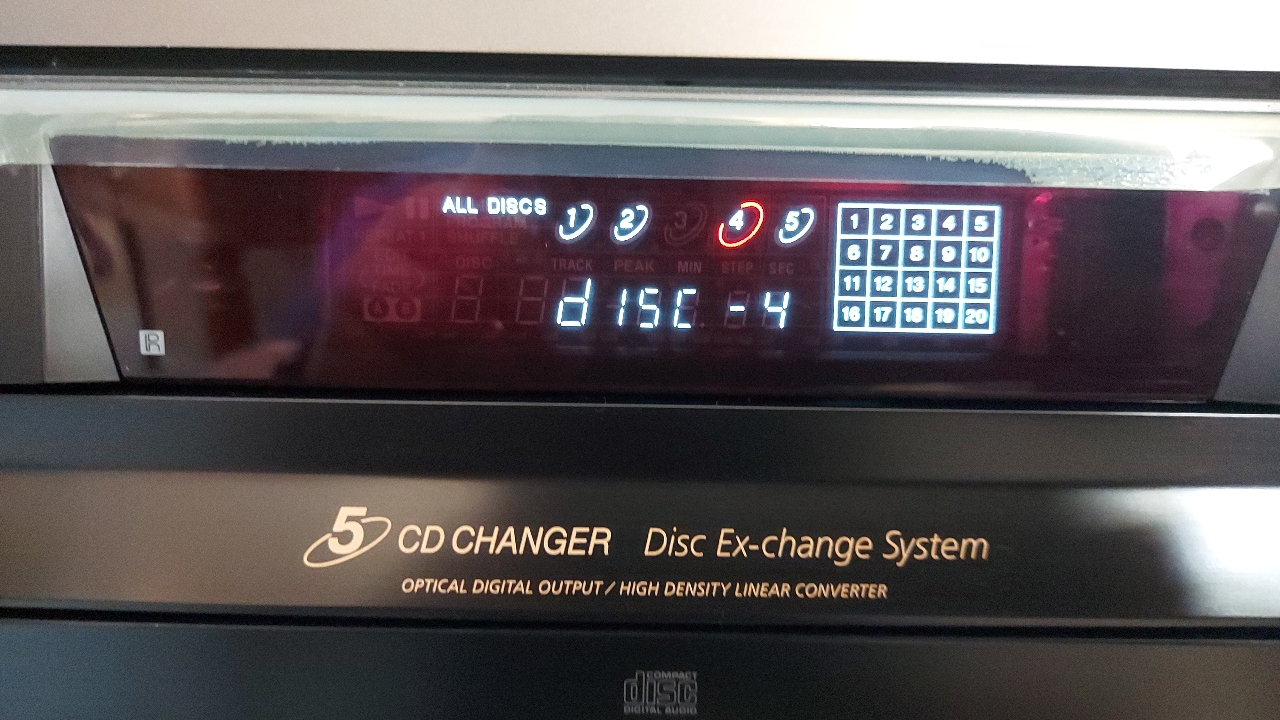 ALL DISCS 1 2 3 4 5
1 2 3 4 5
6 7 8 9 10
11 12 13 14 15
16 17 18 19 20
DISC TRACK PEAK MIN STEP SEC
dISC -4
R
5 CD CHANGER Disc Ex-change System
OPTICAL DIGITAL OUTPUT / HIGH DENSITY LINEAR CONVERTER
COMPACT
disc
DIGITAL AUDIO